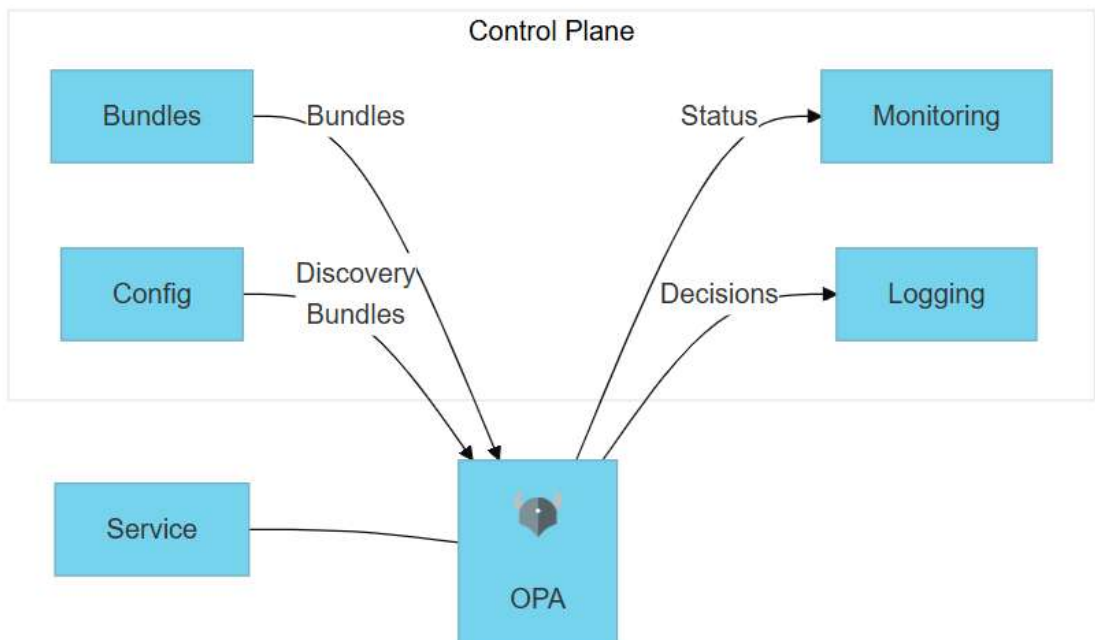 Control Plane
Bundles
Bundles
Status
Monitoring
Config
Discovery
Bundles
Decisions
Logging
Service
OPA